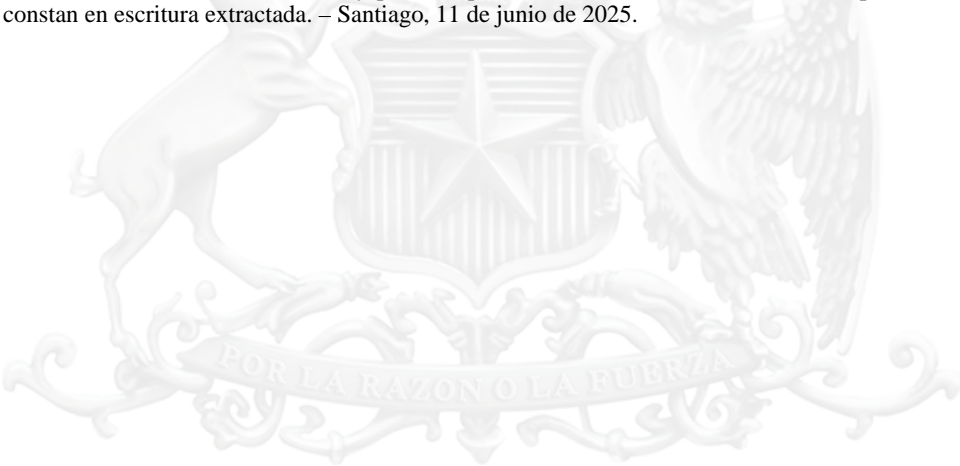 constan en escritura extractada. – Santiago, 11 de junio de 2025.
POR LA RAZON O LA FUERZA